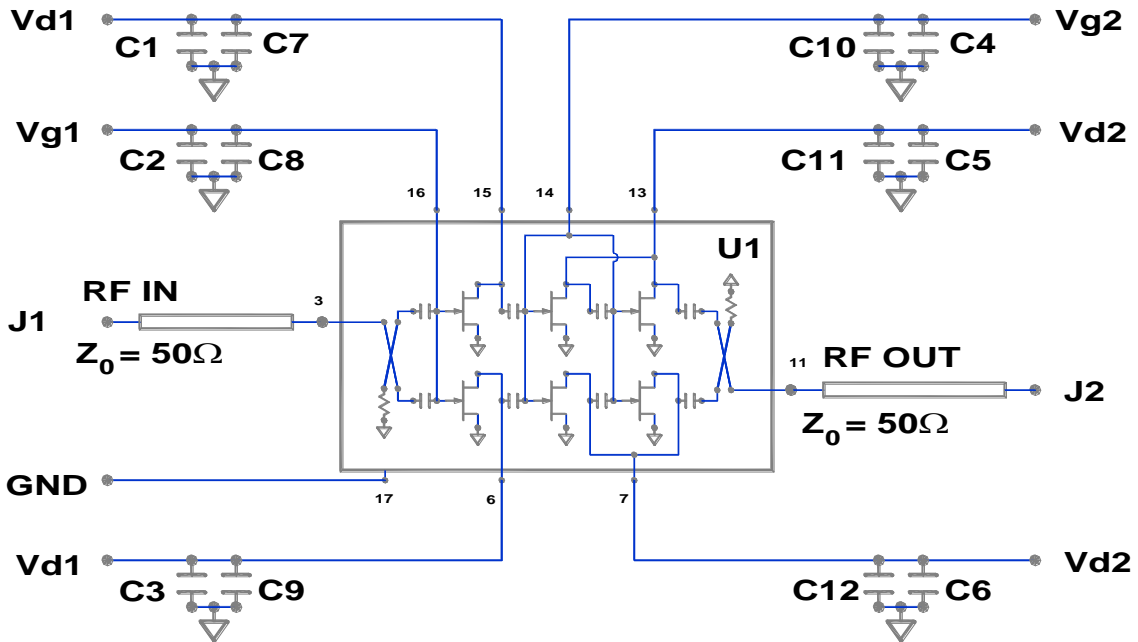 Vd1
C1
C7
C10
C4
Vg2
Vg1
C2
C8
C11
C5
Vd2
16
15
14
13
U1
RF IN
3
J1
Z0 = 50Ω
RF OUT
11
J2
Z0 = 50Ω
GND
17
6
7
Vd1
C3
C9
C12
C6
Vd2